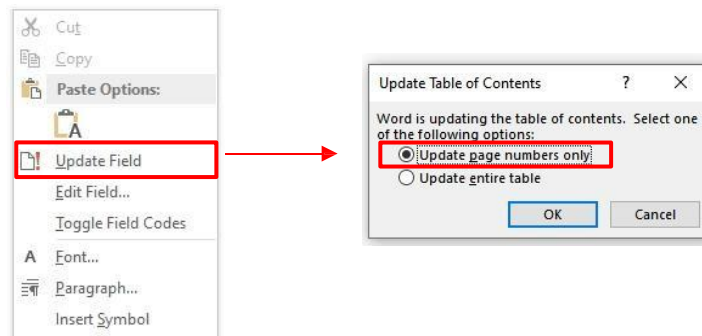 Cut
Copy
Paste Options:
A
Update Field
Edit Field...
Toggle Field Codes
A Font...
Paragraph...
Insert Symbol
Update Table of Contents ? X
Word is updating the table of contents. Select one
of the following options:
Update page numbers only
Update entire table
OK Cancel